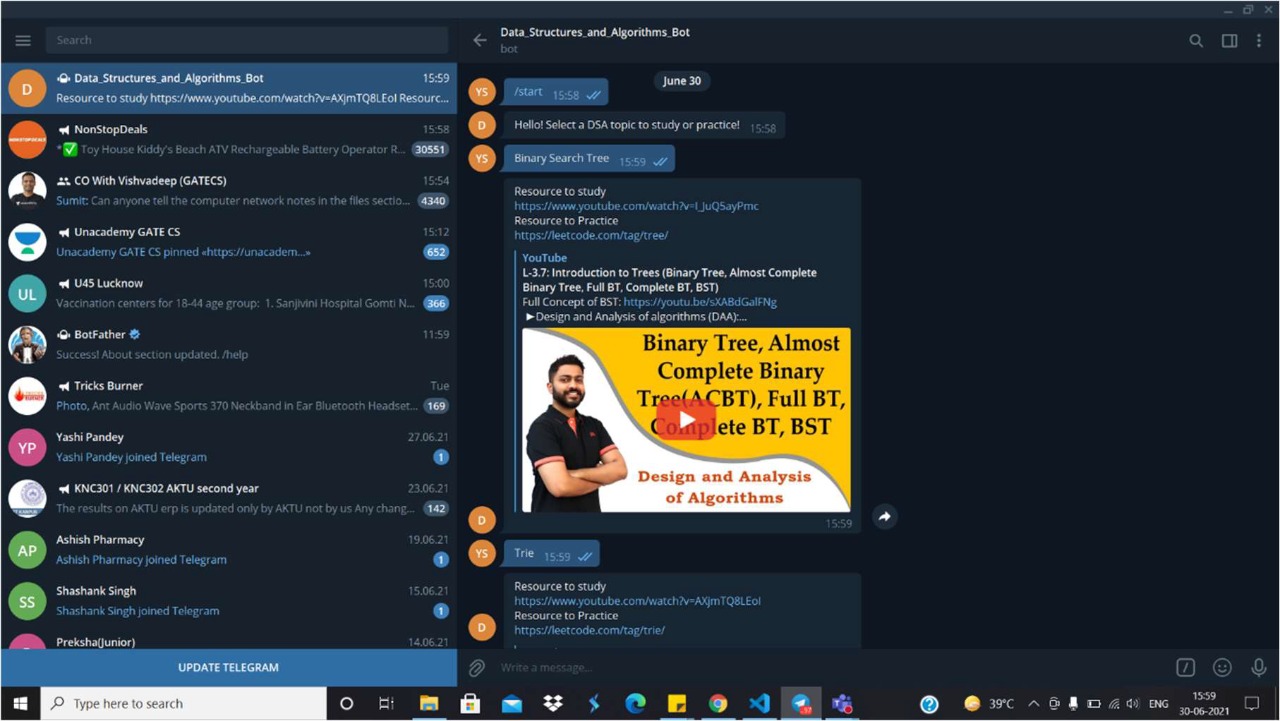 Search
D
Data_Structures_and_Algorithms_Bot
15:59
Resource to study https://www.youtube.com/watch?v=AXjmTQ8LEoI Resourc...
NonStopDeals
15:58
*✅ Toy House Kiddy's Beach ATV Rechargeable Battery Operator R...
30551
CO With Vishvadeep (GATECS)
15:54
Sumit: Can anyone tell the computer network notes in the files sectio...
4340
Unacademy GATE CS
15:12
Unacademy GATE CS pinned «https://unacadem...»
652
UL
U45 Lucknow
15:00
Vaccination centers for 18-44 age group: 1. Sanjivini Hospital Gomti N...
366
BotFather
11:59
Success! About section updated. /help
Tricks Burner
Tue
Photo, Ant Audio Wave Sports 370 Neckband in Ear Bluetooth Headset...
169
YP
Yashi Pandey
27.06.21
Yashi Pandey joined Telegram
1
KNC301 / KNC302 AKTU second year
23.06.21
The results on AKTU erp is updated only by AKTU not by us Any chang...
142
AP
Ashish Pharmacy
19.06.21
Ashish Pharmacy joined Telegram
1
SS
Shashank Singh
15.06.21
Shashank Singh joined Telegram
1
Preksha(Junior)
14.06.21
UPDATE TELEGRAM
Data_Structures_and_Algorithms_Bot
bot
June 30
YS
/start 15:58
D
Hello! Select a DSA topic to study or practice! 15:58
YS
Binary Search Tree 15:59
Resource to study
https://www.youtube.com/watch?v=I_JuQ5ayPmc
Resource to Practice
https://leetcode.com/tag/tree/
YouTube
L-3.7: Introduction to Trees (Binary Tree, Almost Complete
Binary Tree, Full BT, Complete BT, BST)
Full Concept of BST: https://youtu.be/sXABdGalFNg
►Design and Analysis of algorithms (DAA):...
Binary Tree, Almost
Complete Binary
Tree(ACBT), Full BT,
Complete BT, BST
Design and Analysis
of Algorithms
15:59
D
YS
Trie 15:59
Resource to study
https://www.youtube.com/watch?v=AXjmTQ8LEoI
Resource to Practice
https://leetcode.com/tag/trie/
D
Write a message...
Type here to search
39°C
ENG
15:59
30-06-2021